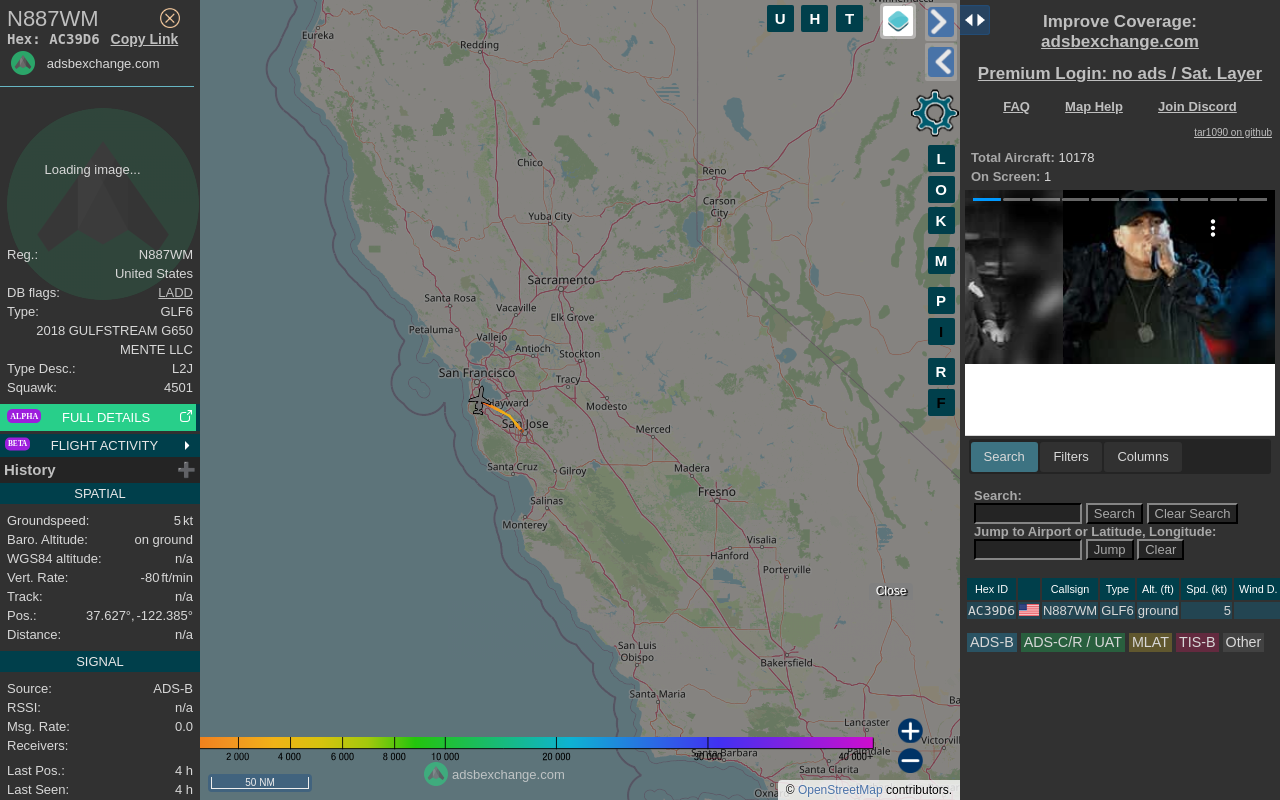 N887WM
Hex: AC39D6 Copy Link
adsbexchange.com
Loading image...
Reg.: N887WM
United States
DB flags: LADD
Type: GLF6
2018 GULFSTREAM G650
MENTE LLC
Type Desc.: L2J
Squawk: 4501
ALPHA FULL DETAILS
BETA FLIGHT ACTIVITY
History
SPATIAL
Groundspeed: 5 kt
Baro. Altitude: on ground
WGS84 altitude: n/a
Vert. Rate: -80 ft/min
Track: n/a
Pos.: 37.627°, -122.385°
Distance: n/a
SIGNAL
Source: ADS-B
RSSI: n/a
Msg. Rate: 0.0
Receivers:
Last Pos.: 4 h
Last Seen: 4 h
U H T
L
O
K
M
P
I
R
F
Eureka
Redding
Chico
Reno
Carson
City
Yuba City
Sacramento
Santa Rosa
Vacaville
Elk Grove
Petaluma
Vallejo
Antioch
Stockton
San Francisco
Tracy
Hayward
Modesto
San Jose
Merced
Santa Cruz
Gilroy
Madera
Salinas
Fresno
Monterey
Visalia
Hanford
Porterville
Close
San Luis
Obispo
Bakersfield
Santa Maria
Lancaster
Santa Barbara
Santa Clarita
2 000 4 000 6 000 8 000 10 000 20 000 30 000 40 000+
50 NM
adsbexchange.com
© OpenStreetMap contributors.
Improve Coverage:
adsbexchange.com
Premium Login: no ads / Sat. Layer
FAQ Map Help Join Discord
tar1090 on github
Total Aircraft: 10178
On Screen: 1
Search Filters Columns
Search:
Search Clear Search
Jump to Airport or Latitude, Longitude:
Jump Clear
Hex ID Callsign Type Alt. (ft) Spd. (kt) Wind D.
AC39D6 N887WM GLF6 ground 5
ADS-B ADS-C/R / UAT MLAT TIS-B Other